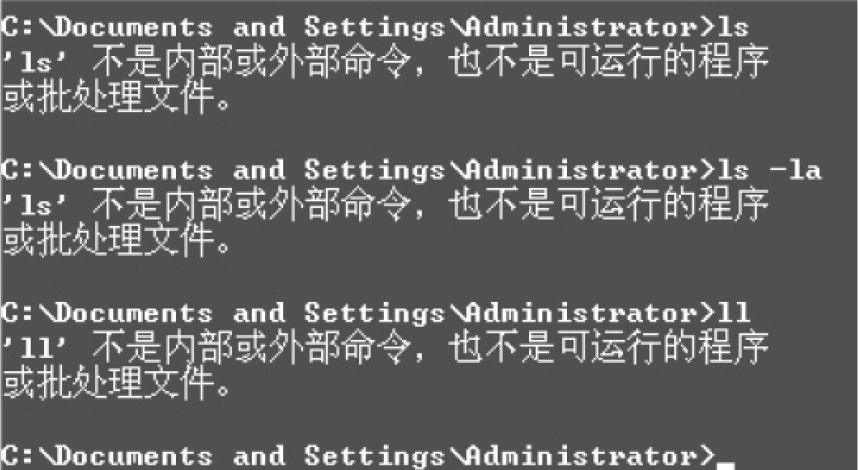 C:\Documents and Settings\Administrator>ls
'ls' 不是内部或外部命令，也不是可运行的程序
或批处理文件。
C:\Documents and Settings\Administrator>ls -la
'ls' 不是内部或外部命令，也不是可运行的程序
或批处理文件。
C:\Documents and Settings\Administrator>ll
'll' 不是内部或外部命令，也不是可运行的程序
或批处理文件。
C:\Documents and Settings\Administrator>_